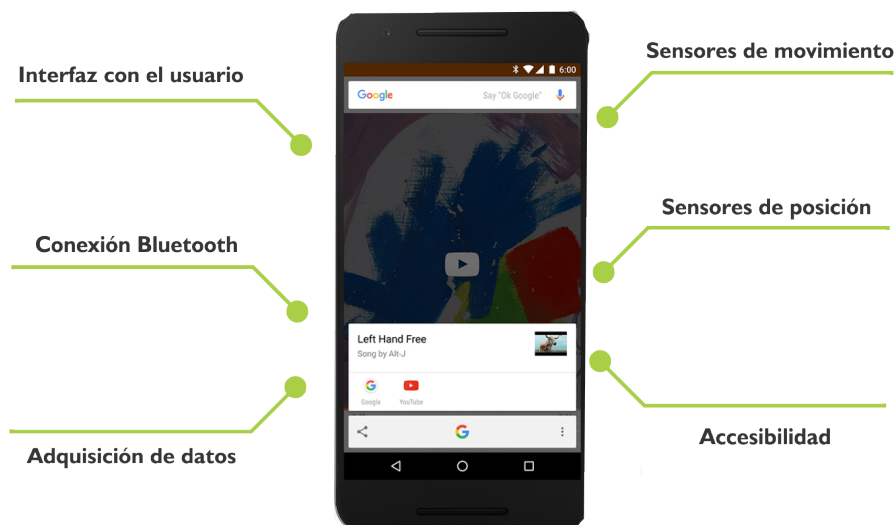 Interfaz con el usuario
Conexión Bluetooth
Adquisición de datos
6:00
Google
Say "Ok Google"
Left Hand Free
Song by Alt-J
Google
YouTube
Sensores de movimiento
Sensores de posición
Accesibilidad